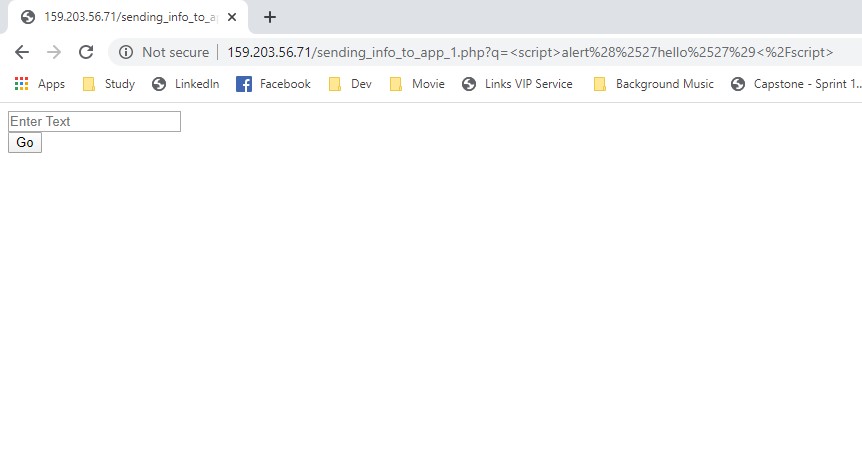 159.203.56.71/sending_info_to_a
Not secure | 159.203.56.71/sending_info_to_app_1.php?q=<script>alert%28%2527hello%2527%29<%2Fscript>
Apps Study LinkedIn Facebook Dev Movie Links VIP Service Background Music Capstone - Sprint 1...
Enter Text
Go